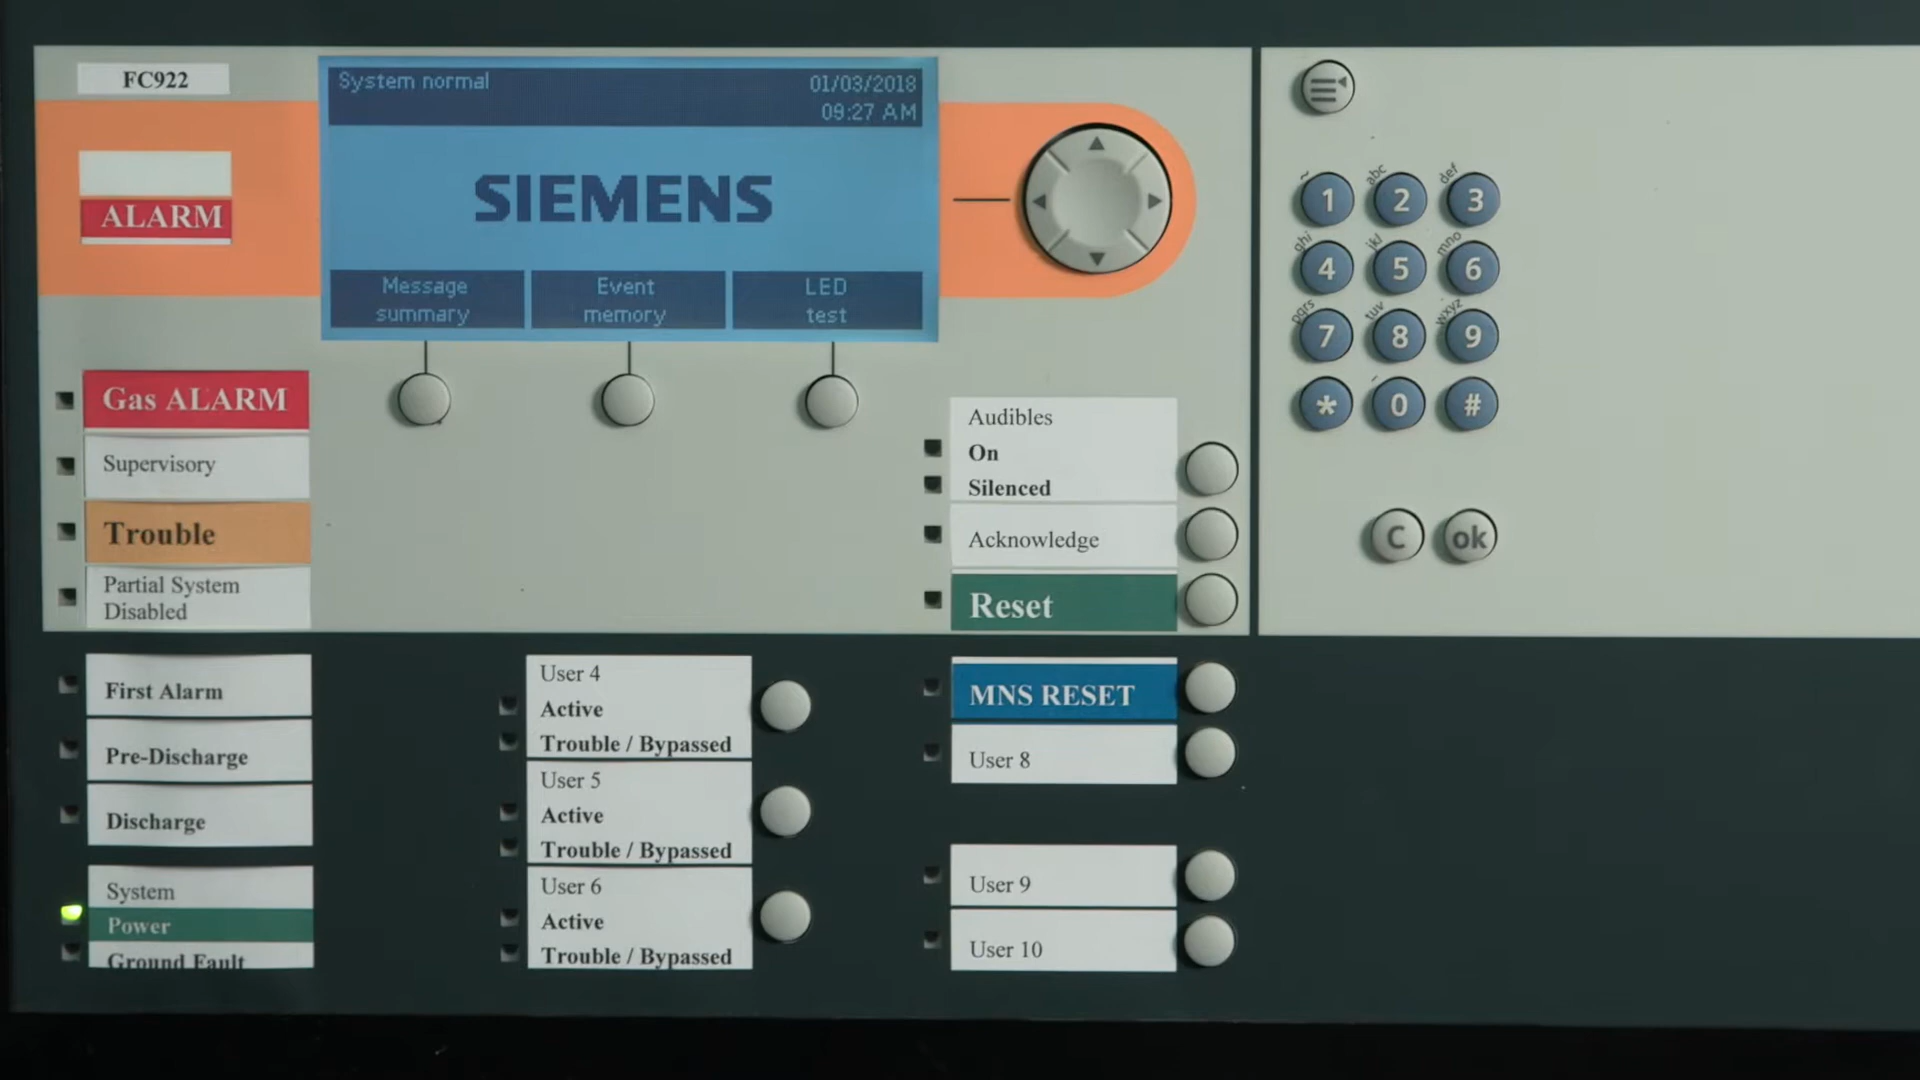 FC922
System normal
01/03/2018
09:27 AM
SIEMENS
ALARM
Message
summary
Event
memory
LED
test
Gas ALARM
Supervisory
Trouble
Partial System
Disabled
Audibles
On
Silenced
Acknowledge
Reset
~
1
abc
2
def
3
ghi
4
jkl
5
mno
6
pqrs
7
tuv
8
wxyz
9
*
0
#
C
ok
First Alarm
Pre-Discharge
Discharge
System
Power
Ground Fault
User 4
Active
Trouble / Bypassed
User 5
Active
Trouble / Bypassed
User 6
Active
Trouble / Bypassed
MNS RESET
User 8
User 9
User 10